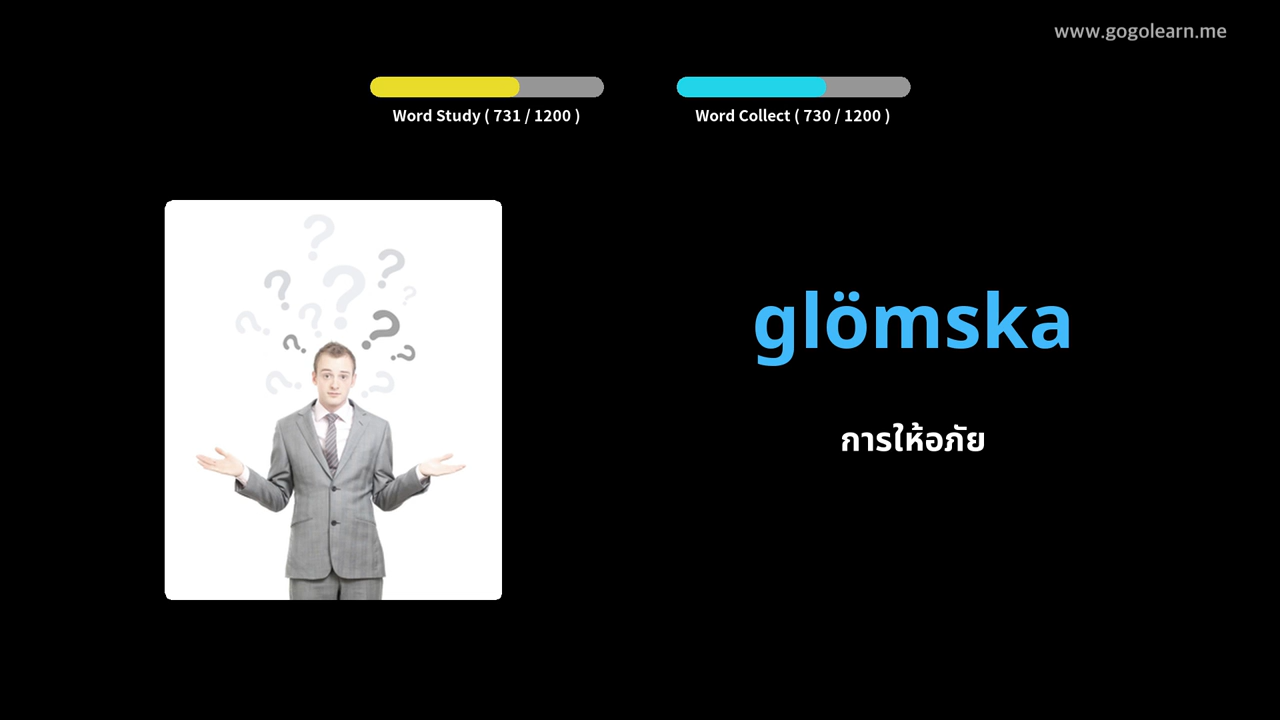 www.gogolearn.me
Word Study ( 731 / 1200 )
Word Collect ( 730 / 1200 )
glömska
การให้อภัย